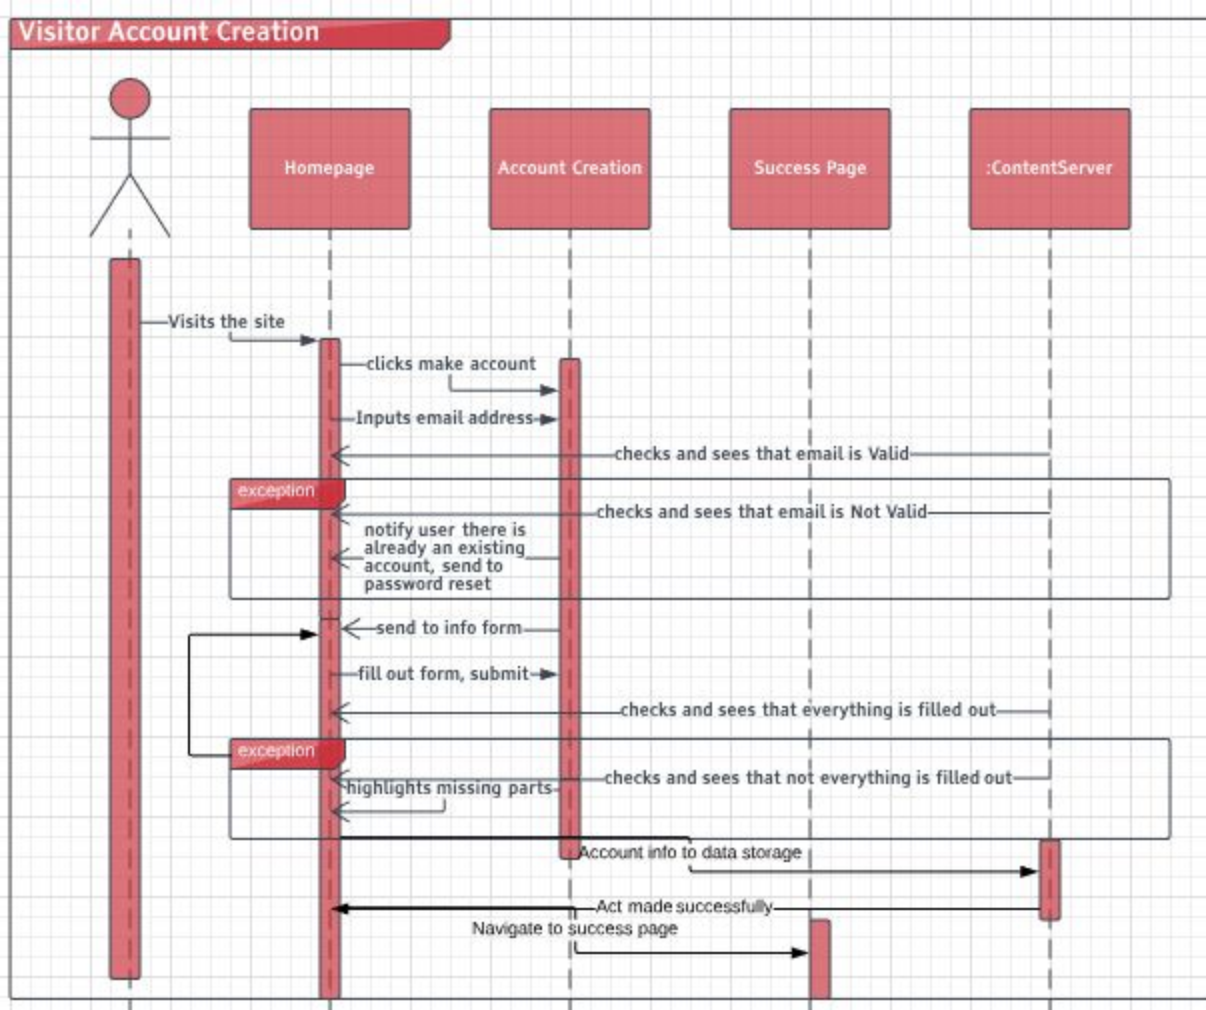 Visitor Account Creation
Homepage
Account Creation
Success Page
:ContentServer
Visits the site
clicks make account
Inputs email address
checks and sees that email is Valid
exception
checks and sees that email is Not Valid
notify user there is
already an existing
account, send to
password reset
send to info form
fill out form, submit
checks and sees that everything is filled out
exception
checks and sees that not everything is filled out
highlights missing parts
Account info to data storage
Act made successfully
Navigate to success page